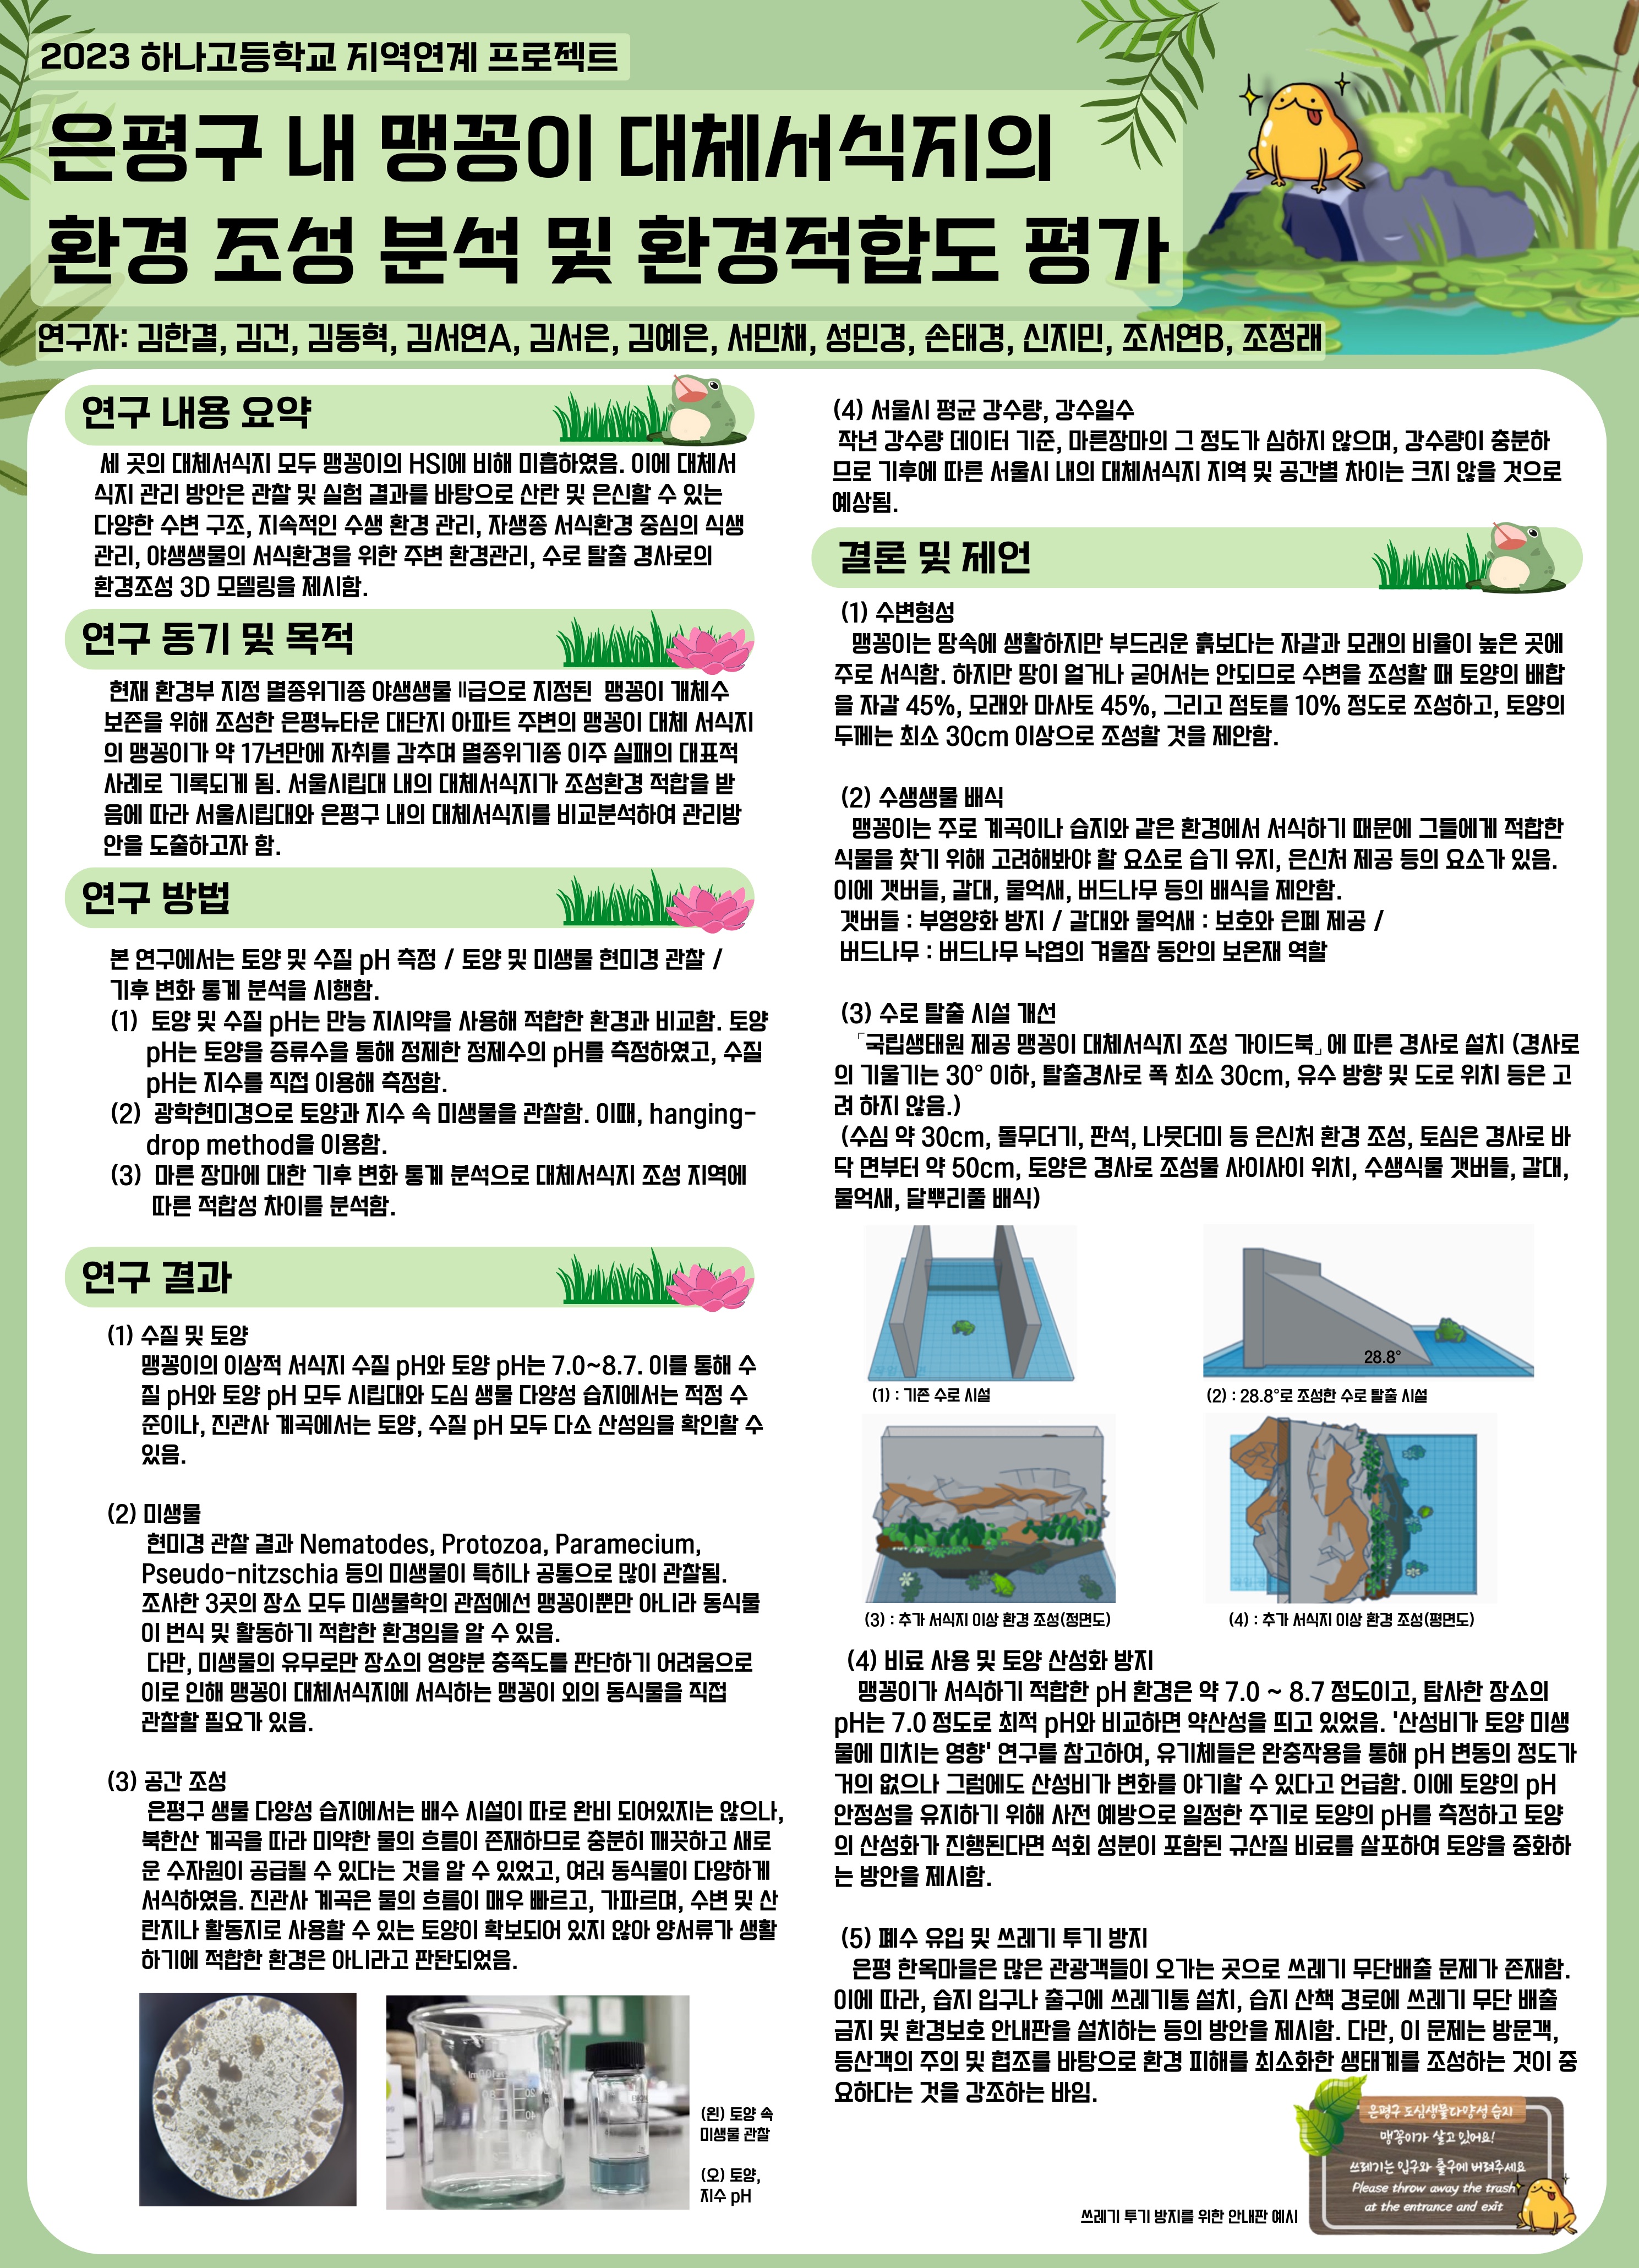 2023 하나고등학교 지역연계 프로젝트
은평구 내 맹꽁이 대체서식지의
환경 조성 분석 및 환경적합도 평가
연구자: 김한결, 김건, 김동혁, 김서연A, 김서은, 김예은, 서민채, 성민경, 손태경, 신지민, 조서연B, 조정래
연구 내용 요약
세 곳의 대체서식지 모두 맹꽁이의 HSI에 비해 미흡하였음. 이에 대체서
식지 관리 방안은 관찰 및 실험 결과를 바탕으로 산란 및 은신할 수 있는
다양한 수변 구조, 지속적인 수생 환경 관리, 자생종 서식환경 중심의 식생
관리, 야생생물의 서식환경을 위한 주변 환경관리, 수로 탈출 경사로의
환경조성 3D 모델링을 제시함.
연구 동기 및 목적
현재 환경부 지정 멸종위기종 야생생물 Ⅱ급으로 지정된 맹꽁이 개체수
보존을 위해 조성한 은평뉴타운 대단지 아파트 주변의 맹꽁이 대체 서식지
의 맹꽁이가 약 17년만에 자취를 감추며 멸종위기종 이주 실패의 대표적
사례로 기록되게 됨. 서울시립대 내의 대체서식지가 조성환경 적합을 받
음에 따라 서울시립대와 은평구 내의 대체서식지를 비교분석하여 관리방
안을 도출하고자 함.
연구 방법
본 연구에서는 토양 및 수질 pH 측정 / 토양 및 미생물 현미경 관찰 /
기후 변화 통계 분석을 시행함.
(1) 토양 및 수질 pH는 만능 지시약을 사용해 적합한 환경과 비교함. 토양
pH는 토양을 증류수을 통해 정제한 정제수의 pH를 측정하였고, 수질
pH는 지수를 직접 이용해 측정함.
(2) 광학현미경으로 토양과 지수 속 미생물을 관찰함. 이때, hanging-
drop method을 이용함.
(3) 마른 장마에 대한 기후 변화 통계 분석으로 대체서식지 조성 지역에
따른 적합성 차이를 분석함.
연구 결과
(1) 수질 및 토양
맹꽁이의 이상적 서식지 수질 pH와 토양 pH는 7.0~8.7. 이를 통해 수
질 pH와 토양 pH 모두 시립대와 도심 생물 다양성 습지에서는 적정 수
준이나, 진관사 계곡에서는 토양, 수질 pH 모두 다소 산성임을 확인할 수
있음.
(2) 미생물
현미경 관찰 결과 Nematodes, Protozoa, Paramecium,
Pseudo-nitzschia 등의 미생물이 특히나 공통으로 많이 관찰됨.
조사한 3곳의 장소 모두 미생물학의 관점에선 맹꽁이뿐만 아니라 동식물
이 번식 및 활동하기 적합한 환경임을 알 수 있음.
다만, 미생물의 유무로만 장소의 영양분 충족도를 판단하기 어려움으로
이로 인해 맹꽁이 대체서식지에 서식하는 맹꽁이 외의 동식물을 직접
관찰할 필요가 있음.
(3) 공간 조성
은평구 생물 다양성 습지에서는 배수 시설이 따로 완비 되어있지는 않으나,
북한산 계곡을 따라 미약한 물의 흐름이 존재하므로 충분히 깨끗하고 새로
운 수자원이 공급될 수 있다는 것을 알 수 있었고, 여러 동식물이 다양하게
서식하였음. 진관사 계곡은 물의 흐름이 매우 빠르고, 가파르며, 수변 및 산
란지나 활동지로 사용할 수 있는 토양이 확보되어 있지 않아 양서류가 생활
하기에 적합한 환경은 아니라고 판돤되었음.
(왼) 토양 속
미생물 관찰
(오) 토양,
지수 pH
(4) 서울시 평균 강수량, 강수일수
작년 강수량 데이터 기준, 마른장마의 그 정도가 심하지 않으며, 강수량이 충분하
므로 기후에 따른 서울시 내의 대체서식지 지역 및 공간별 차이는 크지 않을 것으로
예상됨.
결론 및 제언
(1) 수변형성
맹꽁이는 땅속에 생활하지만 부드러운 흙보다는 자갈과 모래의 비율이 높은 곳에
주로 서식함. 하지만 땅이 얼거나 굳어서는 안되므로 수변을 조성할 때 토양의 배합
을 자갈 45%, 모래와 마사토 45%, 그리고 점토를 10% 정도로 조성하고, 토양의
두께는 최소 30cm 이상으로 조성할 것을 제안함.
(2) 수생생물 배식
맹꽁이는 주로 계곡이나 습지와 같은 환경에서 서식하기 때문에 그들에게 적합한
식물을 찾기 위해 고려해봐야 할 요소로 습기 유지, 은신처 제공 등의 요소가 있음.
이에 갯버들, 갈대, 물억새, 버드나무 등의 배식을 제안함.
갯버들 : 부영양화 방지 / 갈대와 물억새 : 보호와 은폐 제공 /
버드나무 : 버드나무 낙엽의 겨울잠 동안의 보온재 역할
(3) 수로 탈출 시설 개선
「국립생태원 제공 맹꽁이 대체서식지 조성 가이드북」에 따른 경사로 설치 (경사로
의 기울기는 30° 이하, 탈출경사로 폭 최소 30cm, 유수 방향 및 도로 위치 등은 고
려 하지 않음.)
(수심 약 30cm, 돌무더기, 판석, 나뭇더미 등 은신처 환경 조성, 토심은 경사로 바
닥 면부터 약 50cm, 토양은 경사로 조성물 사이사이 위치, 수생식물 갯버들, 갈대,
물억새, 달뿌리풀 배식)
28.8°
(1) : 기존 수로 시설
(2) : 28.8°로 조성한 수로 탈출 시설
(3) : 추가 서식지 이상 환경 조성(정면도)
(4) : 추가 서식지 이상 환경 조성(평면도)
(4) 비료 사용 및 토양 산성화 방지
맹꽁이가 서식하기 적합한 pH 환경은 약 7.0 ~ 8.7 정도이고, 탐사한 장소의
pH는 7.0 정도로 최적 pH와 비교하면 약산성을 띄고 있었음. '산성비가 토양 미생
물에 미치는 영향' 연구를 참고하여, 유기체들은 완충작용을 통해 pH 변동의 정도가
거의 없으나 그럼에도 산성비가 변화를 야기할 수 있다고 언급함. 이에 토양의 pH
안정성을 유지하기 위해 사전 예방으로 일정한 주기로 토양의 pH를 측정하고 토양
의 산성화가 진행된다면 석회 성분이 포함된 규산질 비료를 살포하여 토양을 중화하
는 방안을 제시함.
(5) 폐수 유입 및 쓰레기 투기 방지
은평 한옥마을은 많은 관광객들이 오가는 곳으로 쓰레기 무단배출 문제가 존재함.
이에 따라, 습지 입구나 출구에 쓰레기통 설치, 습지 산책 경로에 쓰레기 무단 배출
금지 및 환경보호 안내판을 설치하는 등의 방안을 제시함. 다만, 이 문제는 방문객,
등산객의 주의 및 협조를 바탕으로 환경 피해를 최소화한 생태계를 조성하는 것이 중
요하다는 것을 강조하는 바임.
은평구 도심생물다양성 습지
맹꽁이가 살고 있어요!
쓰레기는 입구와 출구에 버려주세요
Please throw away the trash
at the entrance and exit
쓰레기 투기 방지를 위한 안내판 예시